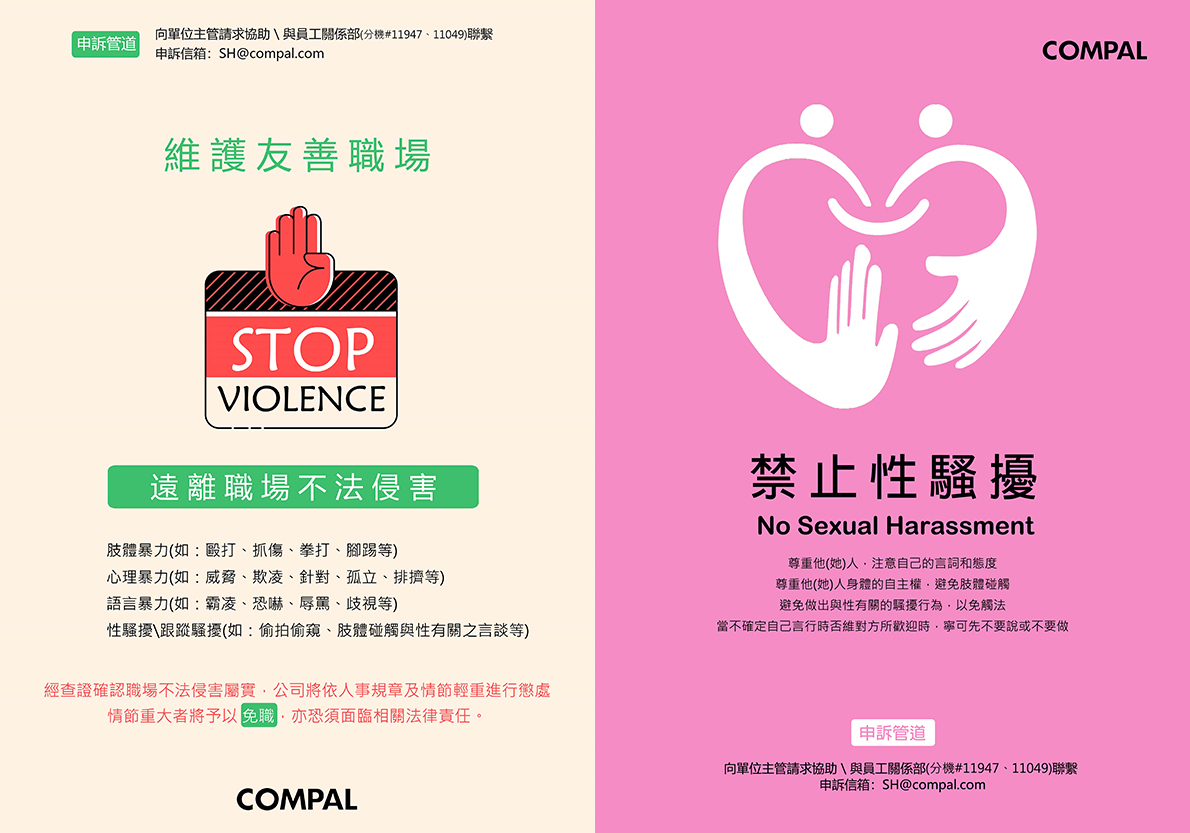 申訴管道
向單位主管請求協助 \ 與員工關係部(分機#11947、11049)聯繫
申訴信箱：SH@compal.com
維護友善職場
STOP
VIOLENCE
遠離職場不法侵害
肢體暴力(如：毆打、抓傷、拳打、腳踢等)
心理暴力(如：威脅、欺凌、針對、孤立、排擠等)
語言暴力(如：霸凌、恐嚇、辱罵、歧視等)
性騷擾\跟蹤騷擾(如：偷拍偷窺、肢體碰觸與性有關之言談等)
經查證確認職場不法侵害屬實，公司將依人事規章及情節輕重進行懲處
情節重大者將予以 免職，亦恐須面臨相關法律責任。
COMPAL
COMPAL
禁止性騷擾
No Sexual Harassment
尊重他(她)人，注意自己的言詞和態度
尊重他(她)人身體的自主權，避免肢體碰觸
避免做出與性有關的騷擾行為，以免觸法
當不確定自己言行時否維對方所歡迎時，寧可先不要說或不要做
申訴管道
向單位主管請求協助 \ 與員工關係部(分機#11947、11049)聯繫
申訴信箱：SH@compal.com